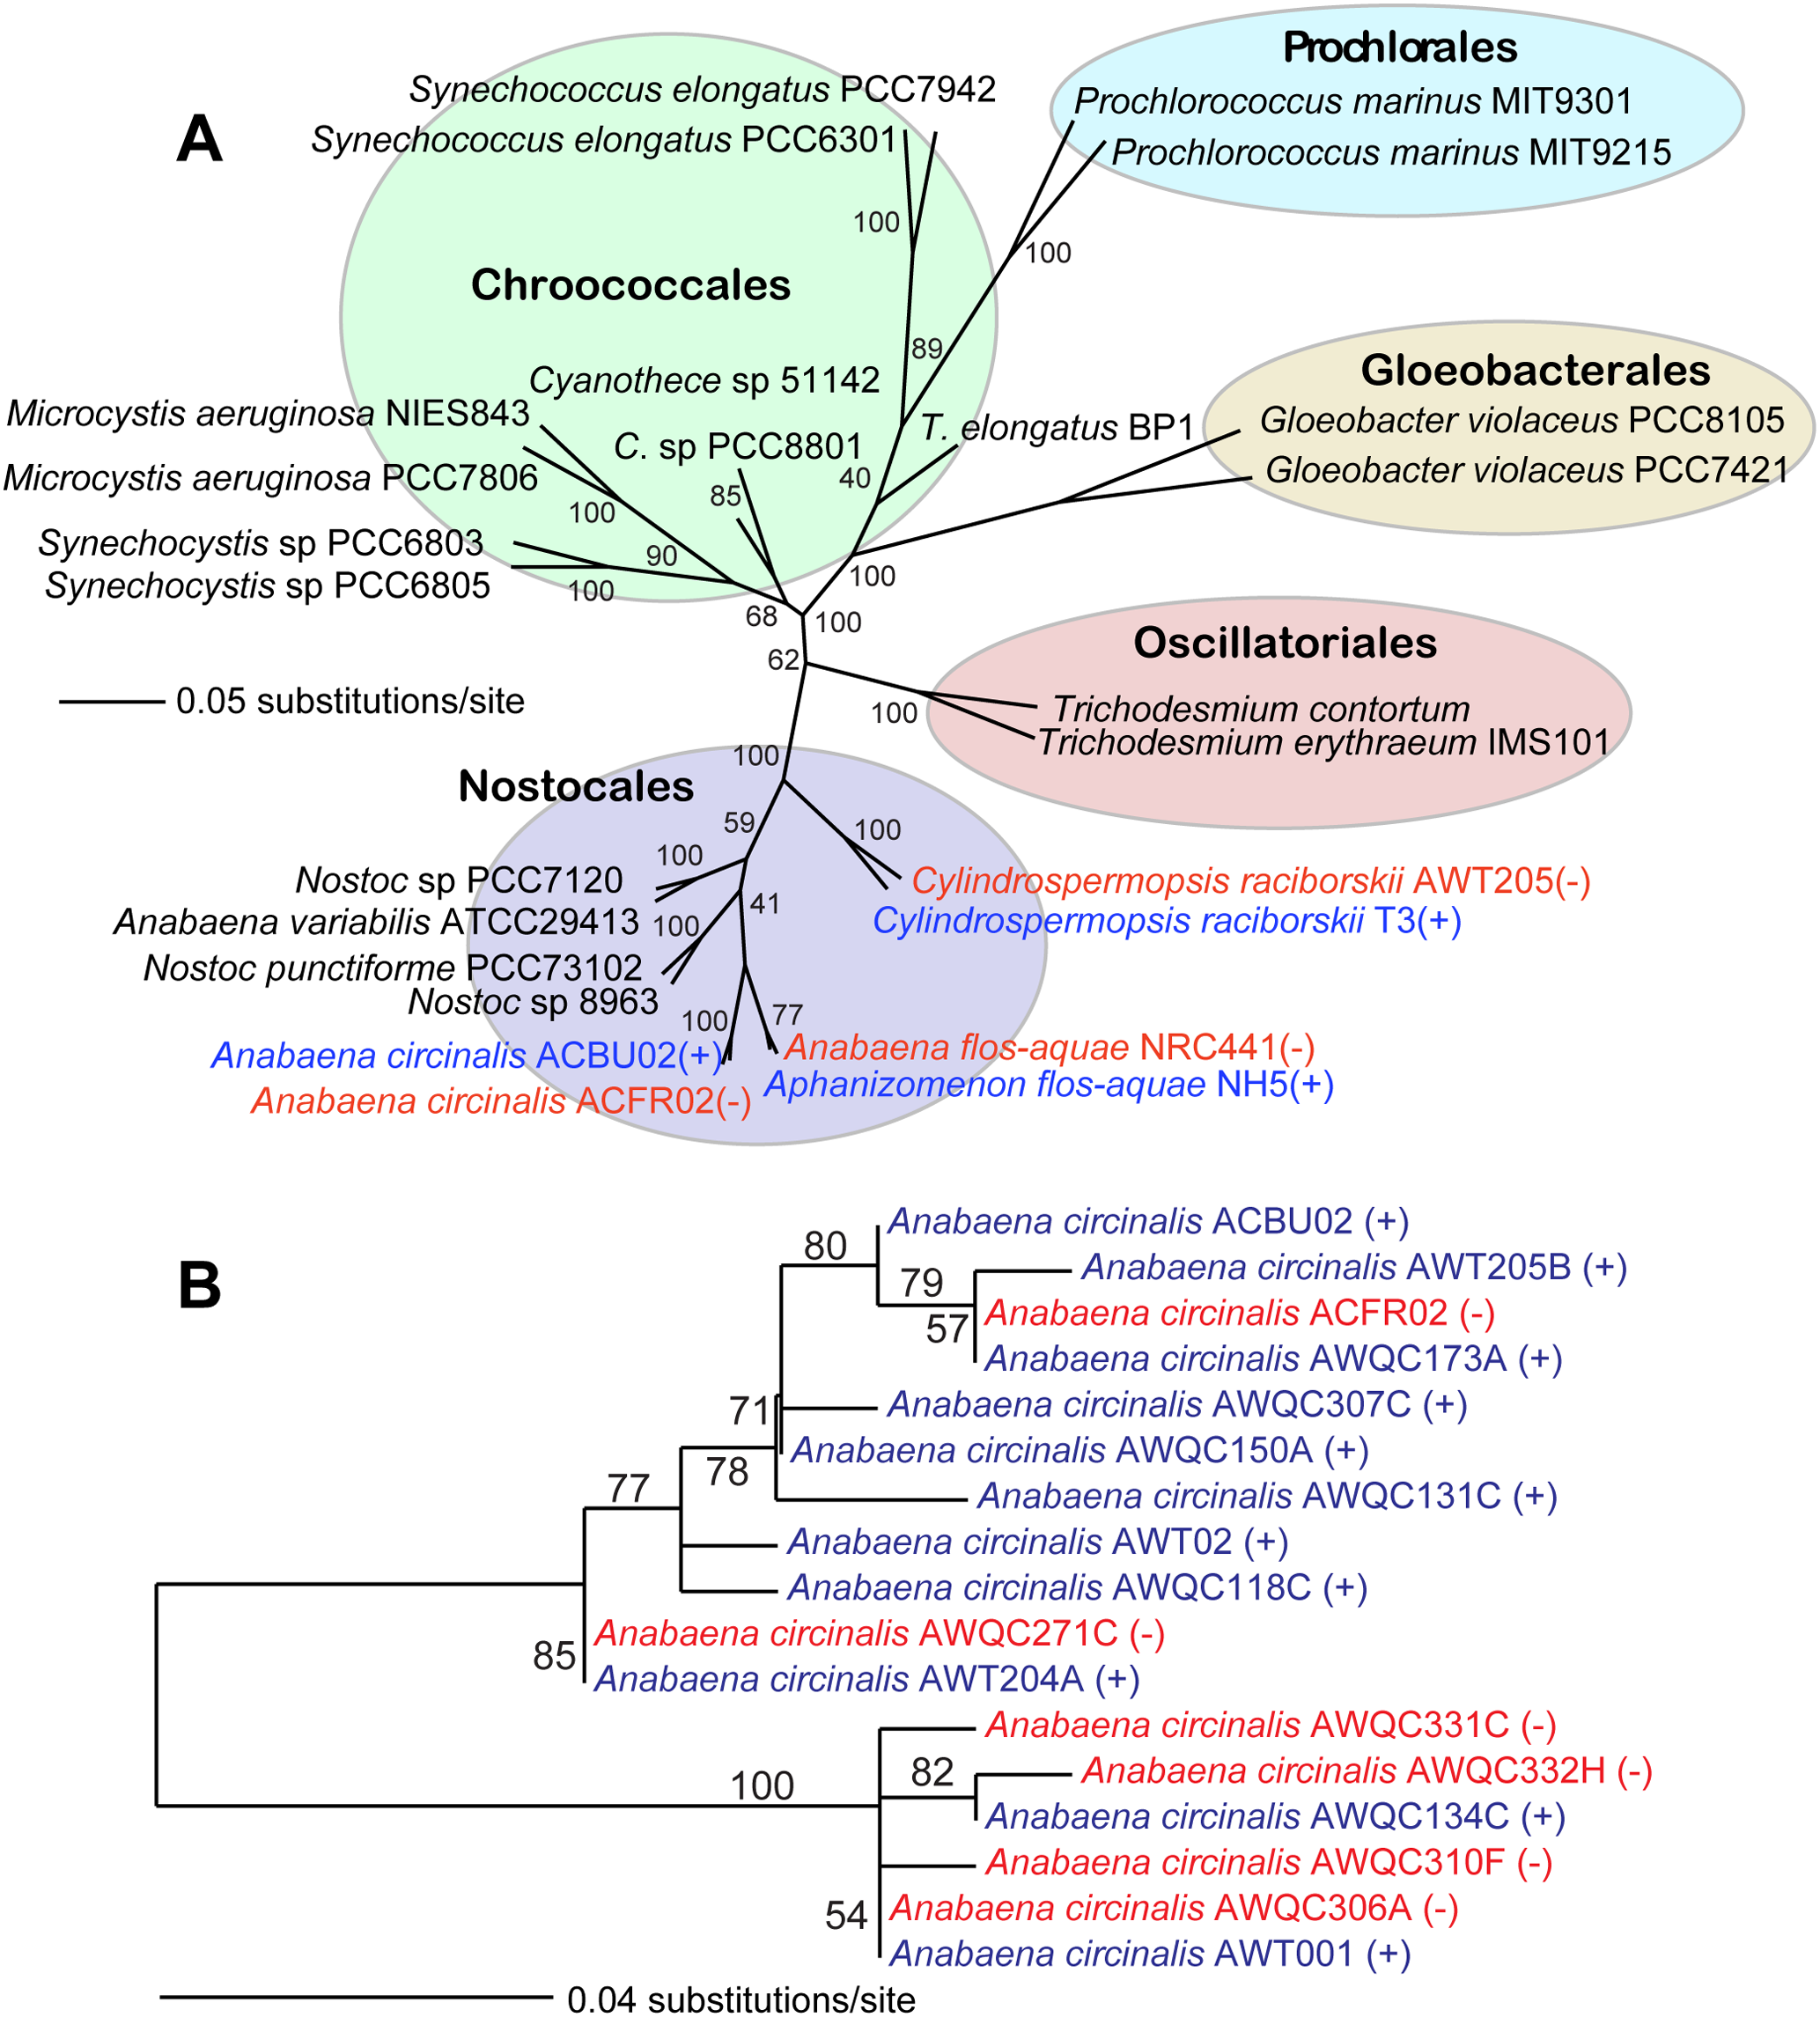 A
Synechococcus elongatus PCC7942
Synechococcus elongatus PCC6301
100
Chroococcales
89
Cyanothece sp 51142
Microcystis aeruginosa NIES843
C. sp PCC8801
T. elongatus BP1
Microcystis aeruginosa PCC7806
40
85
100
Synechocystis sp PCC6803
90
Synechocystis sp PCC6805
100
100
68
100
62
Prochlorales
Prochlorococcus marinus MIT9301
Prochlorococcus marinus MIT9215
100
Gloeobacterales
Gloeobacter violaceus PCC8105
Gloeobacter violaceus PCC7421
Oscillatoriales
Trichodesmium contortum
Trichodesmium erythraeum IMS101
100
0.05 substitutions/site
100
Nostocales
59
100
100
Nostoc sp PCC7120
Cylindrospermopsis raciborskii AWT205(-)
41
Anabaena variabilis ATCC29413
100
Cylindrospermopsis raciborskii T3(+)
Nostoc punctiforme PCC73102
Nostoc sp 8963
100
77
Anabaena circinalis ACBU02(+)
Anabaena flos-aquae NRC441(-)
Anabaena circinalis ACFR02(-)
Aphanizomenon flos-aquae NH5(+)
B
Anabaena circinalis ACBU02 (+)
80
Anabaena circinalis AWT205B (+)
79
Anabaena circinalis ACFR02 (-)
57
Anabaena circinalis AWQC173A (+)
Anabaena circinalis AWQC307C (+)
71
Anabaena circinalis AWQC150A (+)
78
77
Anabaena circinalis AWQC131C (+)
Anabaena circinalis AWT02 (+)
Anabaena circinalis AWQC118C (+)
Anabaena circinalis AWQC271C (-)
85
Anabaena circinalis AWT204A (+)
Anabaena circinalis AWQC331C (-)
100
82
Anabaena circinalis AWQC332H (-)
Anabaena circinalis AWQC134C (+)
Anabaena circinalis AWQC310F (-)
54
Anabaena circinalis AWQC306A (-)
Anabaena circinalis AWT001 (+)
0.04 substitutions/site